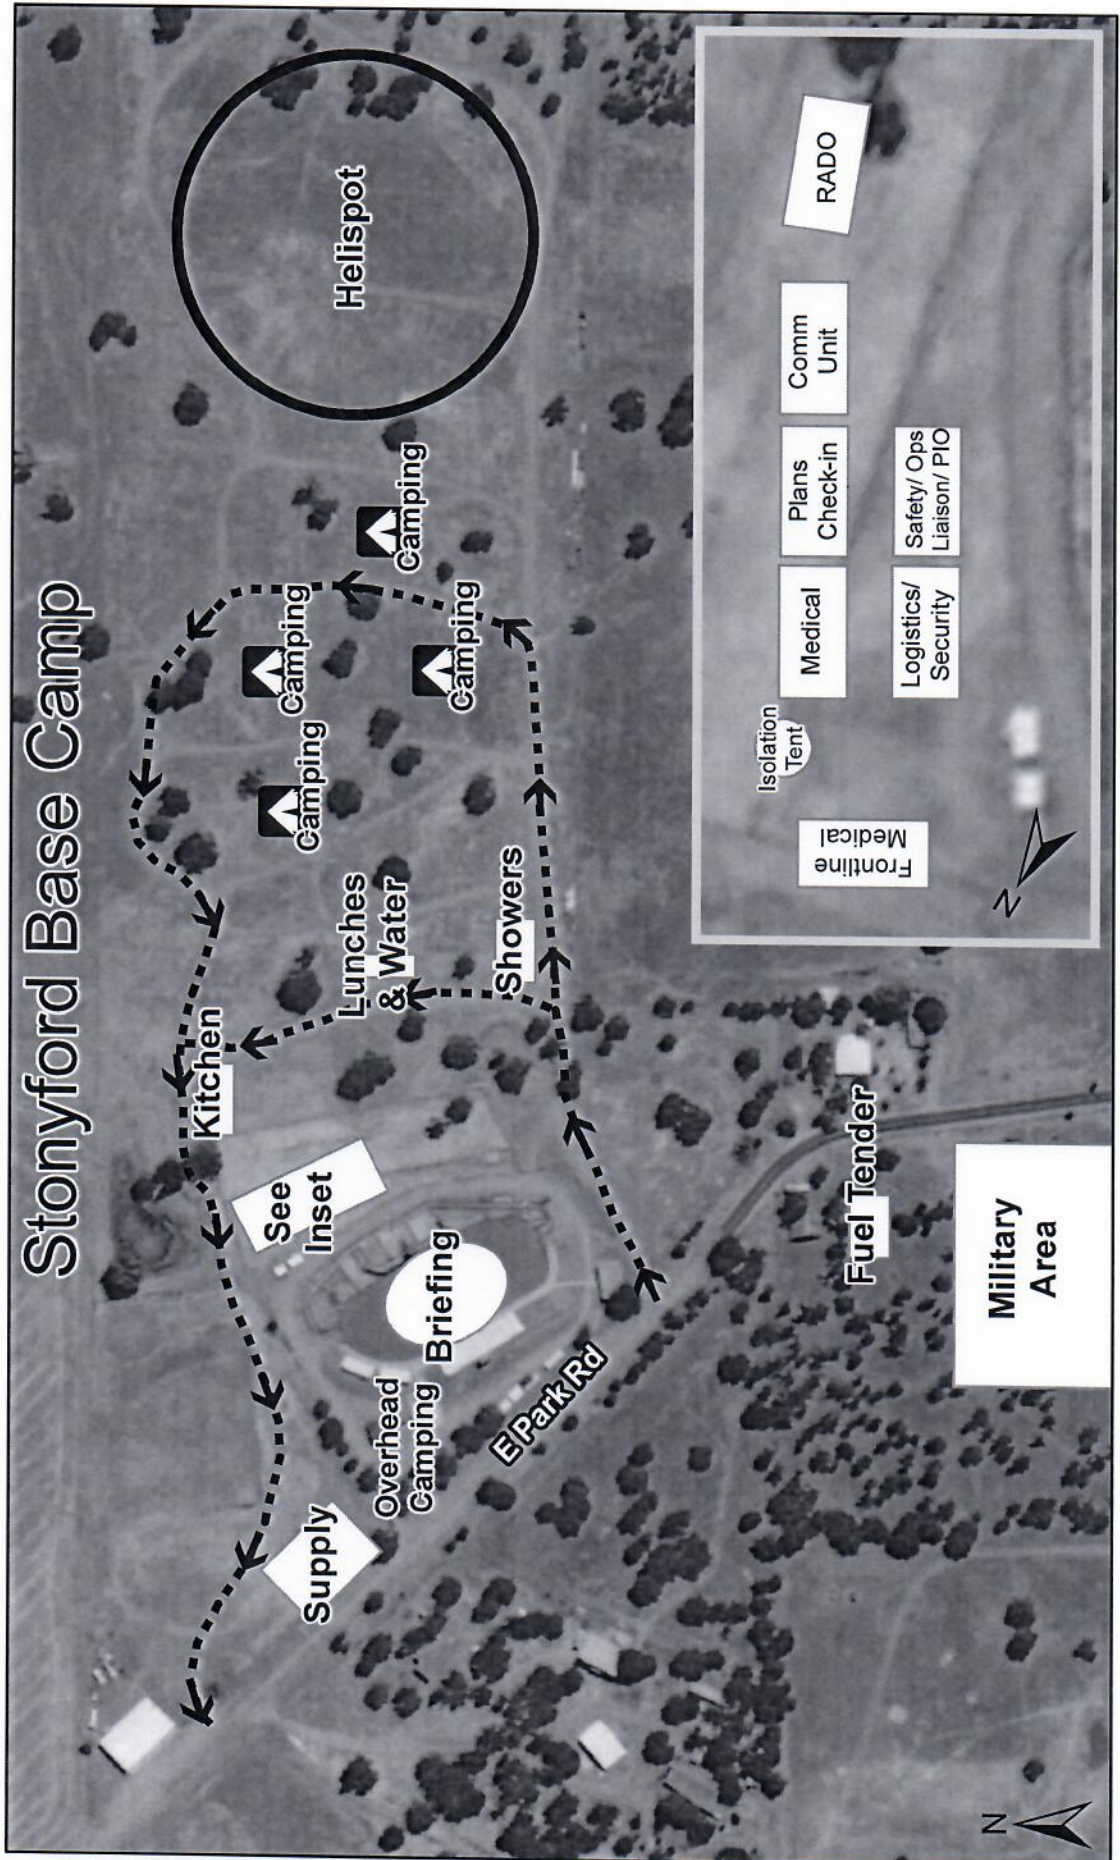 Stonyford Base Camp
Helispot
Camping
Camping
Camping
Camping
Lunches
& Water
Showers
Kitchen
See
Inset
Briefing
Overhead
Camping
Supply
E Park Rd
Fuel Tender
Military
Area
N
Frontline
Medical
Isolation
Tent
Medical
Plans
Check-in
Comm
Unit
RADO
Logistics/
Security
Safety/ Ops
Liaison/ PIO
N